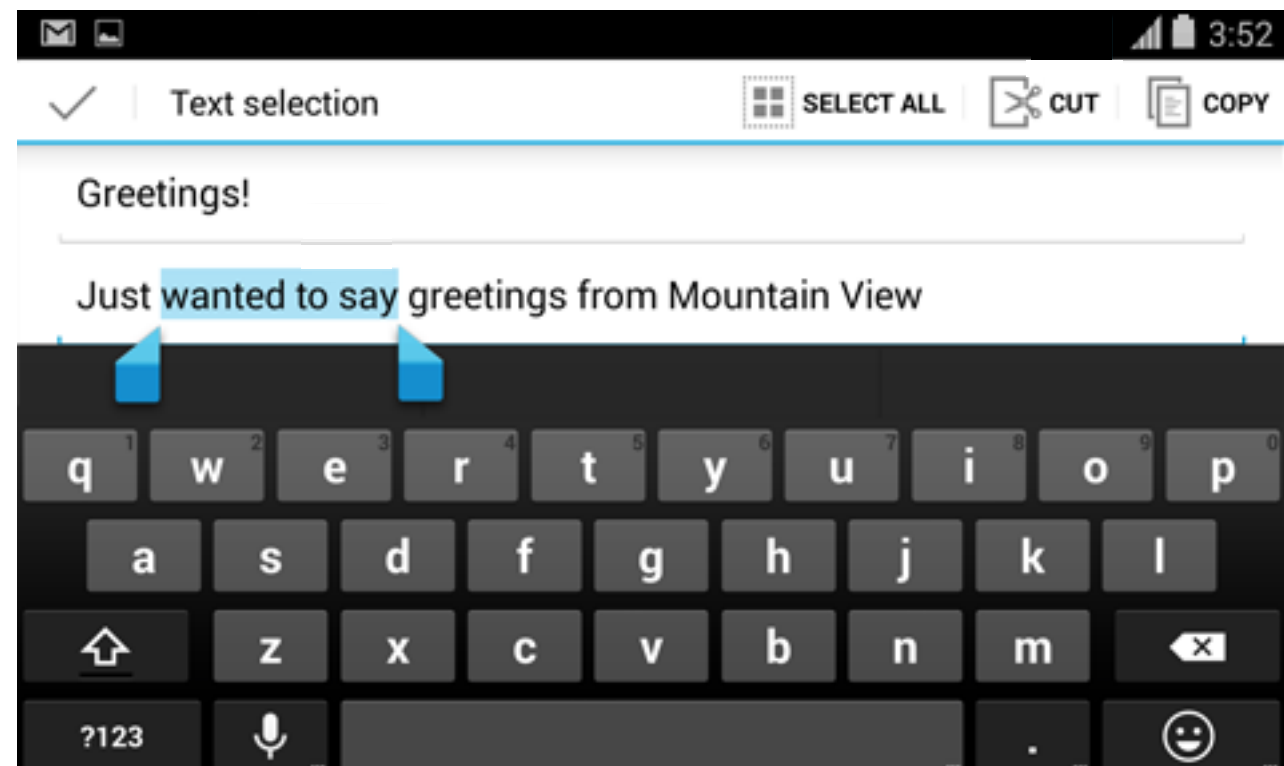 3:52
Text selection SELECT ALL CUT COPY
Greetings!
Just wanted to say greetings from Mountain View
1 2 3 4 5 6 7 8 9 0
q w e r t y u i o p
a s d f g h j k l
z x c v b n m
?123 .